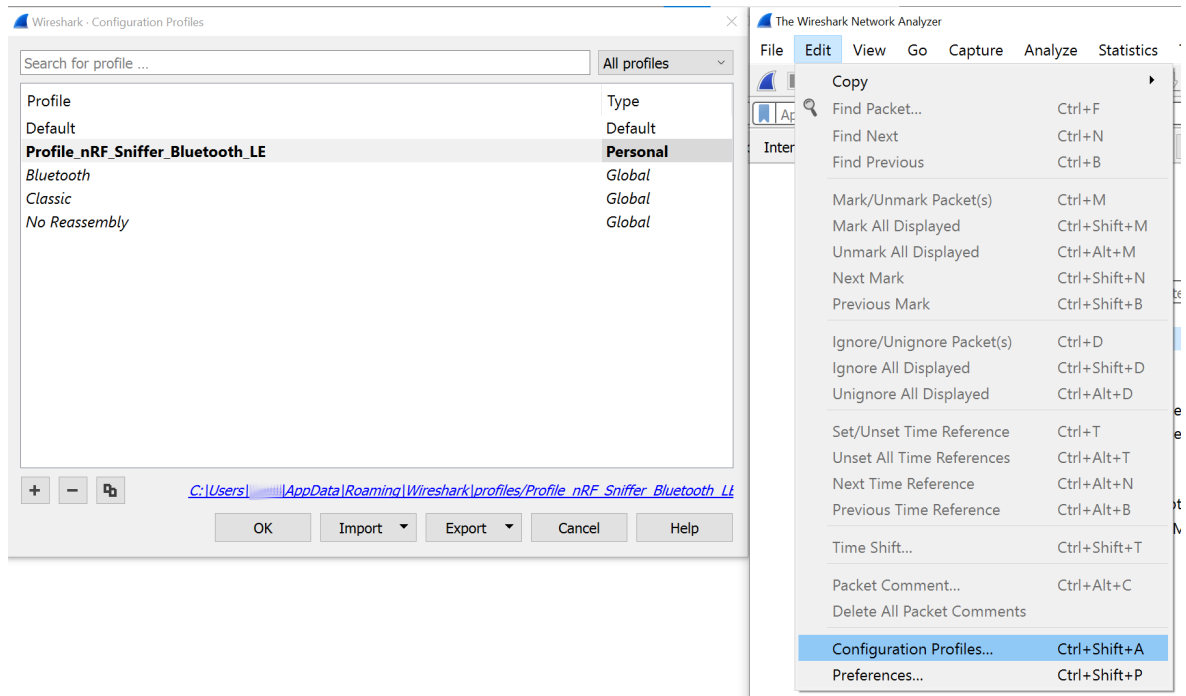 Wireshark · Configuration Profiles
Search for profile ...
All profiles
Profile Type
Default Default
Profile_nRF_Sniffer_Bluetooth_LE Personal
Bluetooth Global
Classic Global
No Reassembly Global
C:\Users\ \AppData\Roaming\Wireshark\profiles/Profile_nRF_Sniffer_Bluetooth_LE
OK Import Export Cancel Help
The Wireshark Network Analyzer
File Edit View Go Capture Analyze Statistics
Copy
Find Packet... Ctrl+F
Find Next Ctrl+N
Find Previous Ctrl+B
Mark/Unmark Packet(s) Ctrl+M
Mark All Displayed Ctrl+Shift+M
Unmark All Displayed Ctrl+Alt+M
Next Mark Ctrl+Shift+N
Previous Mark Ctrl+Shift+B
Ignore/Unignore Packet(s) Ctrl+D
Ignore All Displayed Ctrl+Shift+D
Unignore All Displayed Ctrl+Alt+D
Set/Unset Time Reference Ctrl+T
Unset All Time References Ctrl+Alt+T
Next Time Reference Ctrl+Alt+N
Previous Time Reference Ctrl+Alt+B
Time Shift... Ctrl+Shift+T
Packet Comment... Ctrl+Alt+C
Delete All Packet Comments
Configuration Profiles... Ctrl+Shift+A
Preferences... Ctrl+Shift+P
Ap
Inter